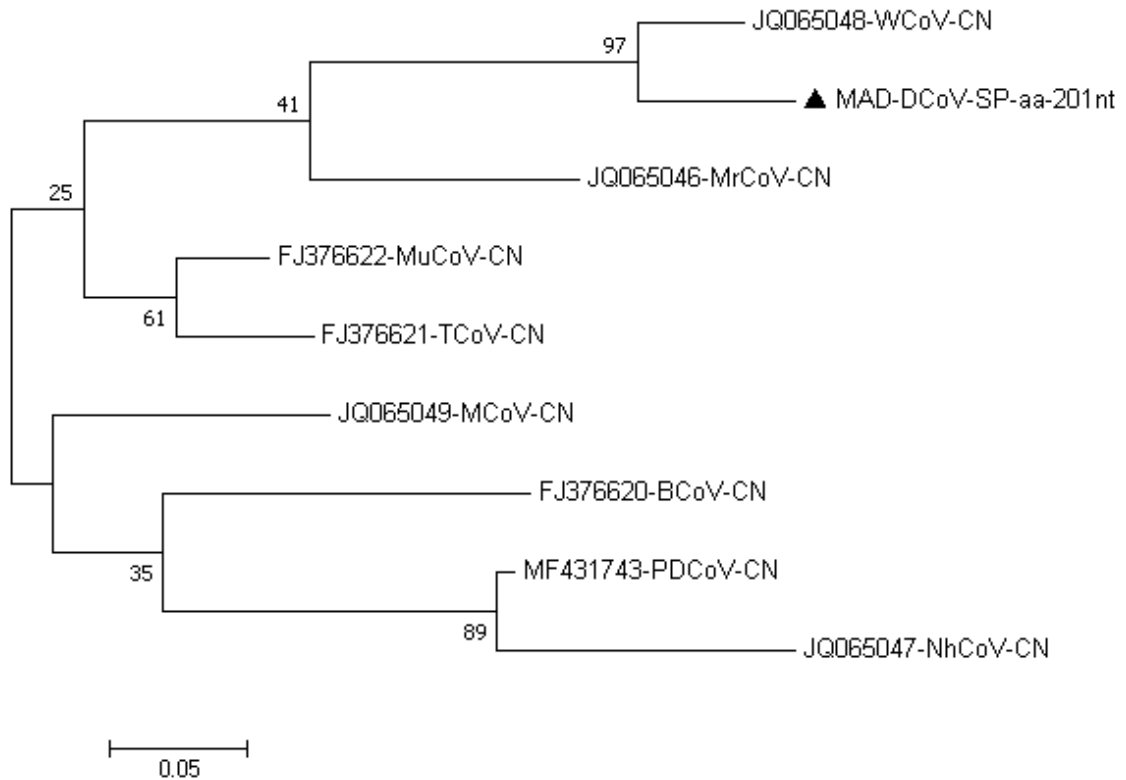 JQ065048-WCoV-CN
97
▲ MAD-DCoV-SP-aa-201nt
41
JQ065046-MrCoV-CN
25
FJ376622-MuCoV-CN
61
FJ376621-TCoV-CN
JQ065049-MCoV-CN
FJ376620-BCoV-CN
35
MF431743-PDCoV-CN
89
JQ065047-NhCoV-CN
0.05